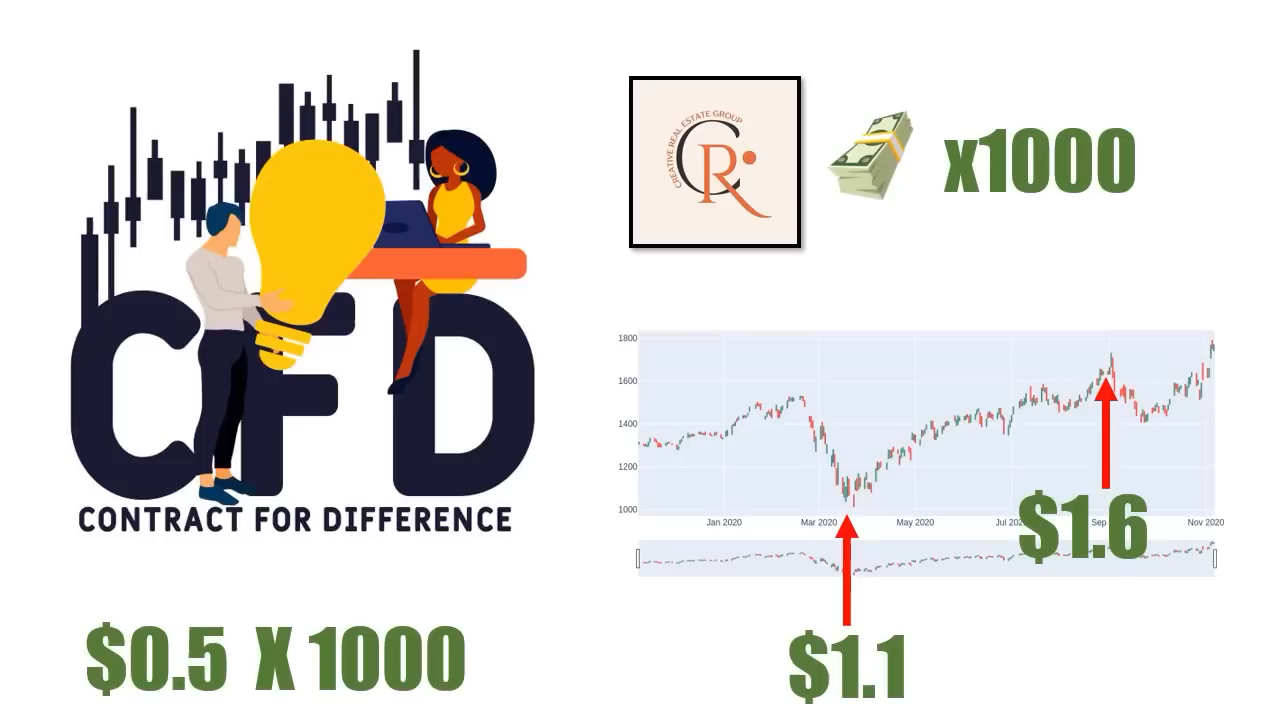 CFD
CONTRACT FOR DIFFERENCE
$0.5 X 1000
CREATIVE REAL ESTATE GROUP
CR
x1000
1800
1600
1400
1200
1000
Jan 2020
Mar 2020
May 2020
Jul 20
Sep
Nov 2020
$1.6
$1.1